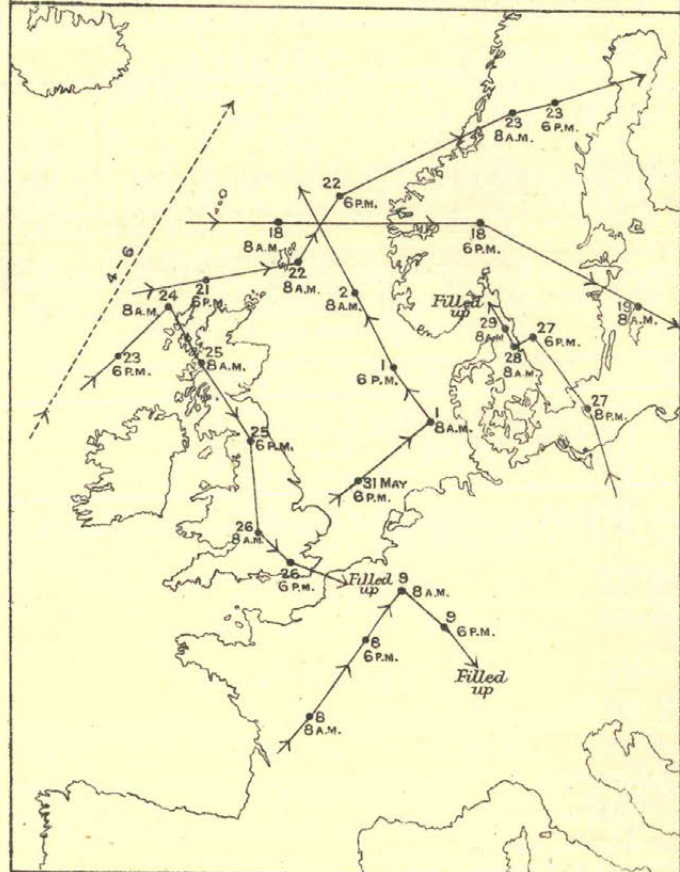 23
8 A.M.
23
6 P.M.
22
6 P.M.
18
8 A.M.
18
6 P.M.
4–6
22
8 A.M.
21
6 P.M.
24
8 A.M.
2
8 A.M.
Filled
up
19
8 A.M.
29
8 A.M.
27
6 P.M.
28
8 A.M.
23
6 P.M.
25
8 A.M.
1
6 P.M.
27
8 P.M.
1
8 A.M.
25
6 P.M.
31 MAY
6 P.M.
26
8 A.M.
26
6 P.M.
Filled
up
9
8 A.M.
9
6 P.M.
8
6 P.M.
Filled
up
8
8 A.M.